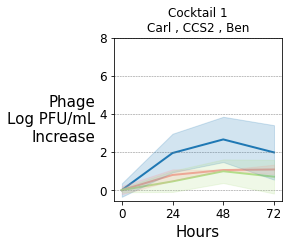 Cocktail 1
Carl , CCS2 , Ben
8
6
4
2
0
Phage
Log PFU/mL
Increase
0 24 48 72
Hours